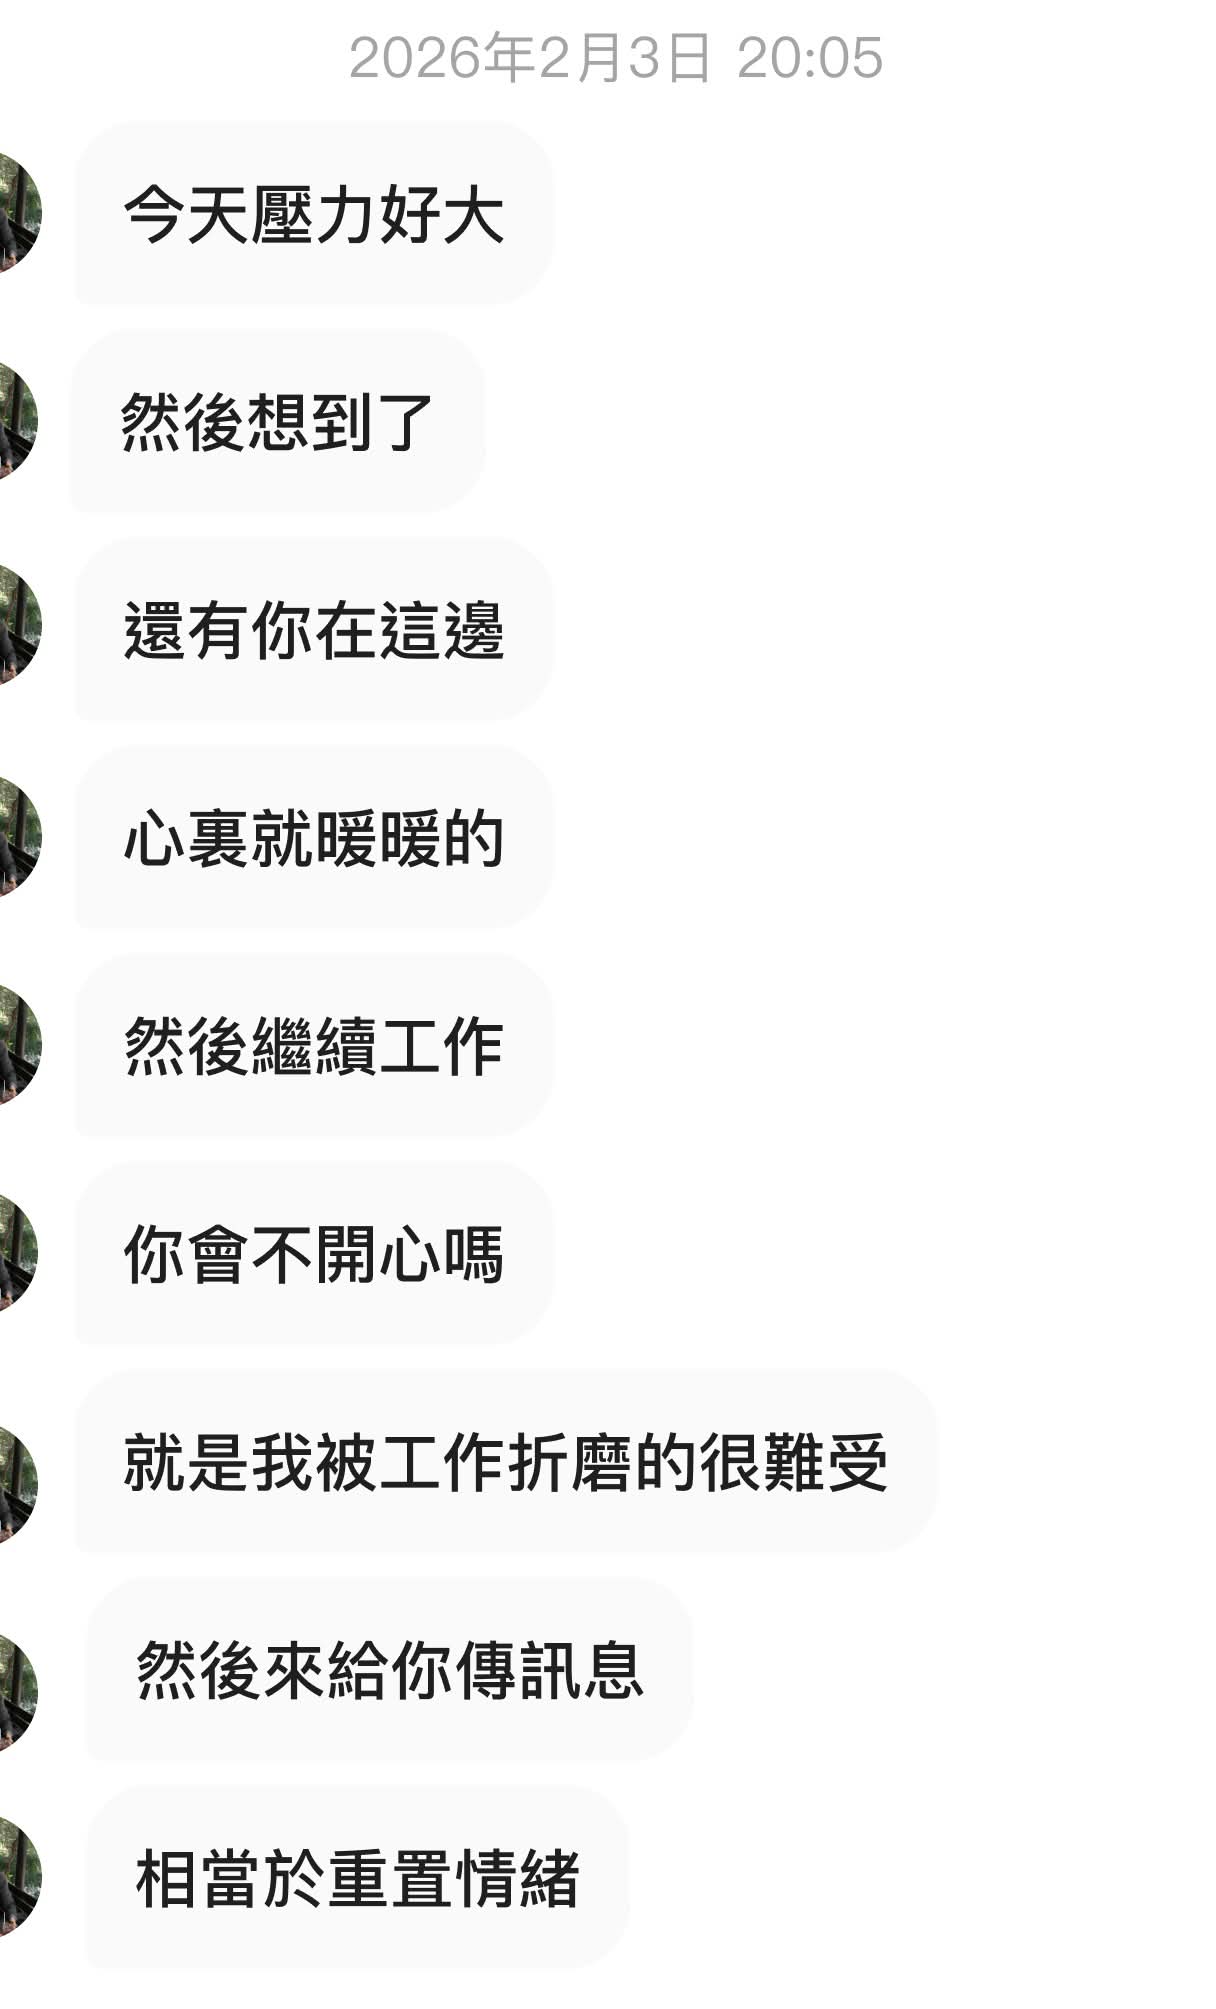 2026年2月3日 20:05
今天壓力好大
然後想到了
還有你在這邊
心裏就暖暖的
然後繼續工作
你會不開心嗎
就是我被工作折磨的很難受
然後來給你傳訊息
相當於重置情緒